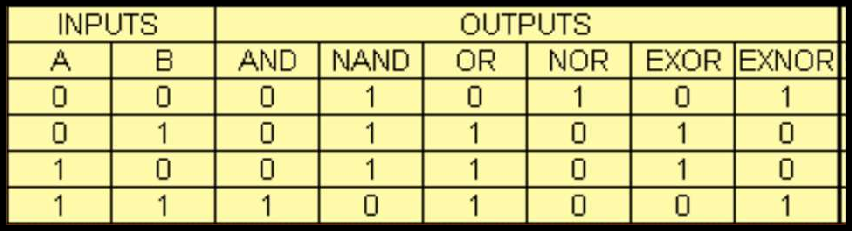 INPUTS OUTPUTS
A B AND NAND OR NOR EXOR EXNOR
0 0 0 1 0 1 0 1
0 1 0 1 1 0 1 0
1 0 0 1 1 0 1 0
1 1 1 0 1 0 0 1